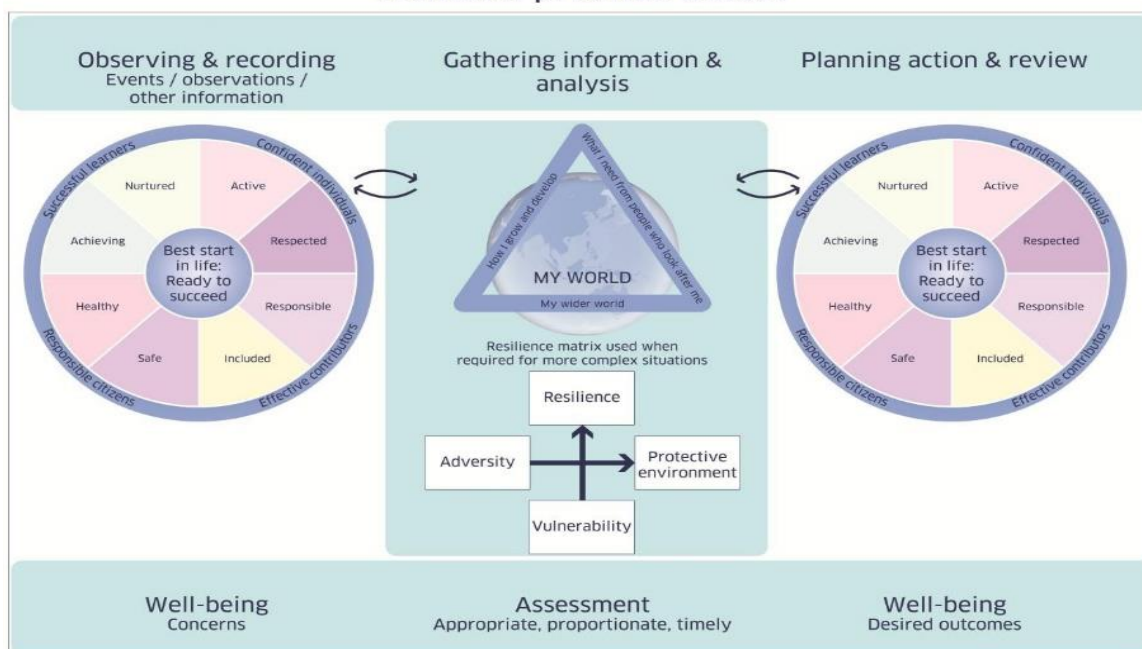 Observing & recording
Events / observations /
other information
Gathering information &
analysis
Planning action & review
Successful learners
Confident individuals
Responsible citizens
Effective contributors
Nurtured
Active
Achieving
Respected
Best start
in life:
Ready to
succeed
Healthy
Responsible
Safe
Included
How I grow and develop
What I need from people who look after me
MY WORLD
My wider world
Resilience matrix used when
required for more complex situations
Resilience
Adversity
Protective
environment
Vulnerability
Successful learners
Confident individuals
Responsible citizens
Effective contributors
Nurtured
Active
Achieving
Respected
Best start
in life:
Ready to
succeed
Healthy
Responsible
Safe
Included
Well-being
Concerns
Assessment
Appropriate, proportionate, timely
Well-being
Desired outcomes